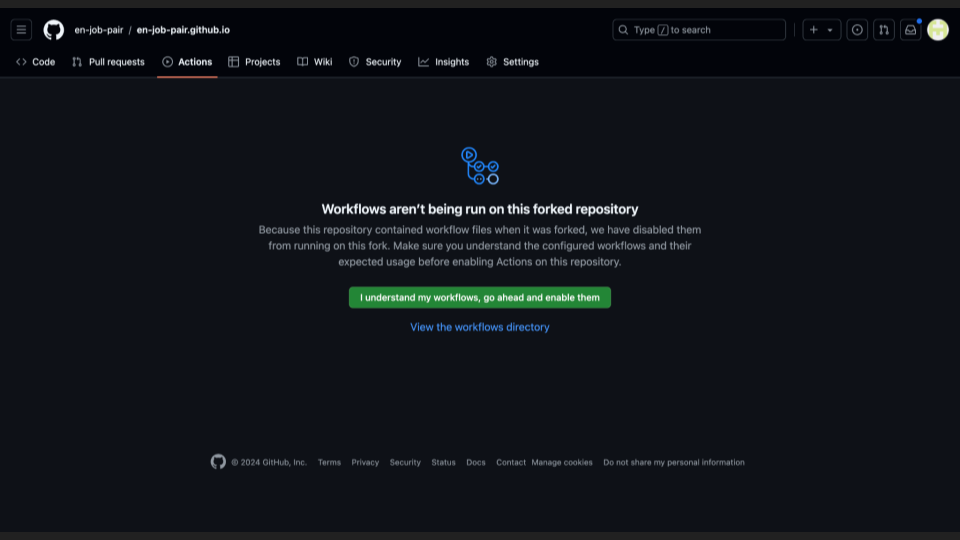 en-job-pair / en-job-pair.github.io
Type / to search
Code Pull requests Actions Projects Wiki Security Insights Settings
Workflows aren't being run on this forked repository
Because this repository contained workflow files when it was forked, we have disabled them
from running on this fork. Make sure you understand the configured workflows and their
expected usage before enabling Actions on this repository.
I understand my workflows, go ahead and enable them
View the workflows directory
© 2024 GitHub, Inc. Terms Privacy Security Status Docs Contact Manage cookies Do not share my personal information